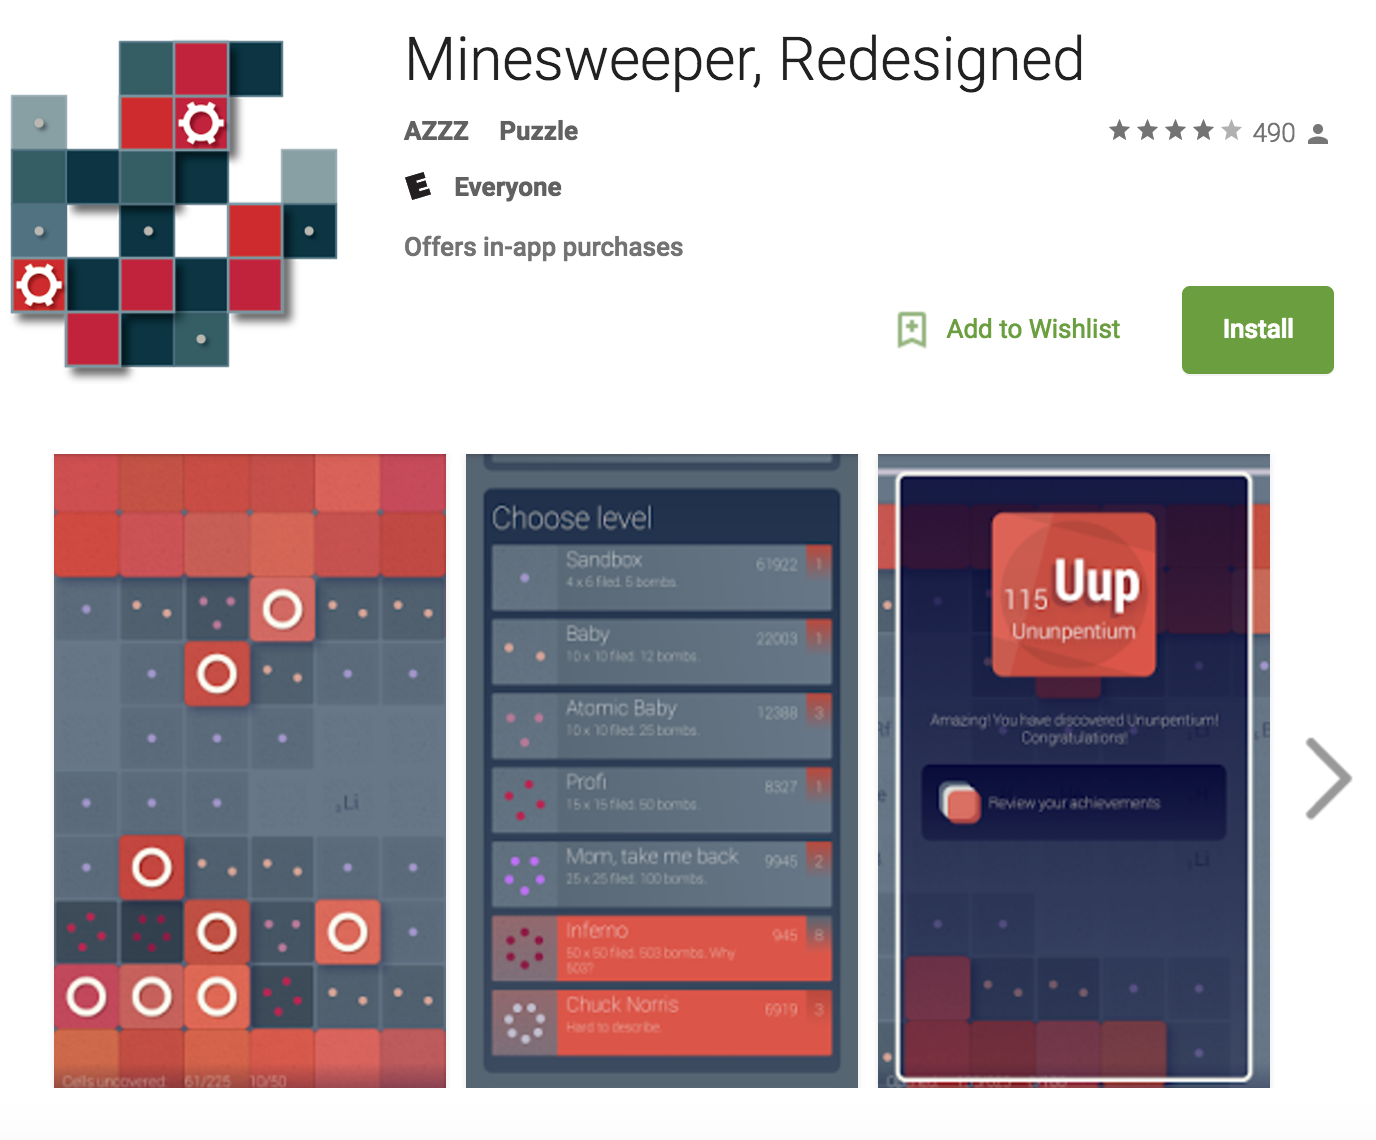 Minesweeper, Redesigned
AZZZ Puzzle
490
E Everyone
Offers in-app purchases
Add to Wishlist
Install
₃Li
Cells uncovered 61/225 10/50
Choose level
Sandbox 61922 1
4 x 6 filed. 5 bombs.
Baby 22003 1
10 x 10 filed. 12 bombs.
Atomic Baby 12388 3
10 x 10 filed. 25 bombs.
Profi 8327 1
15 x 15 filed. 50 bombs.
Mom, take me back 9945 2
25 x 25 filed. 100 bombs.
Inferno 945 8
50 x 50 filed. 503 bombs. Why
503?
Chuck Norris 6919 3
Hard to describe.
115 Uup
Ununpentium
Amazing! You have discovered Ununpentium!
Congratulations!
Review your achievements
₃Li